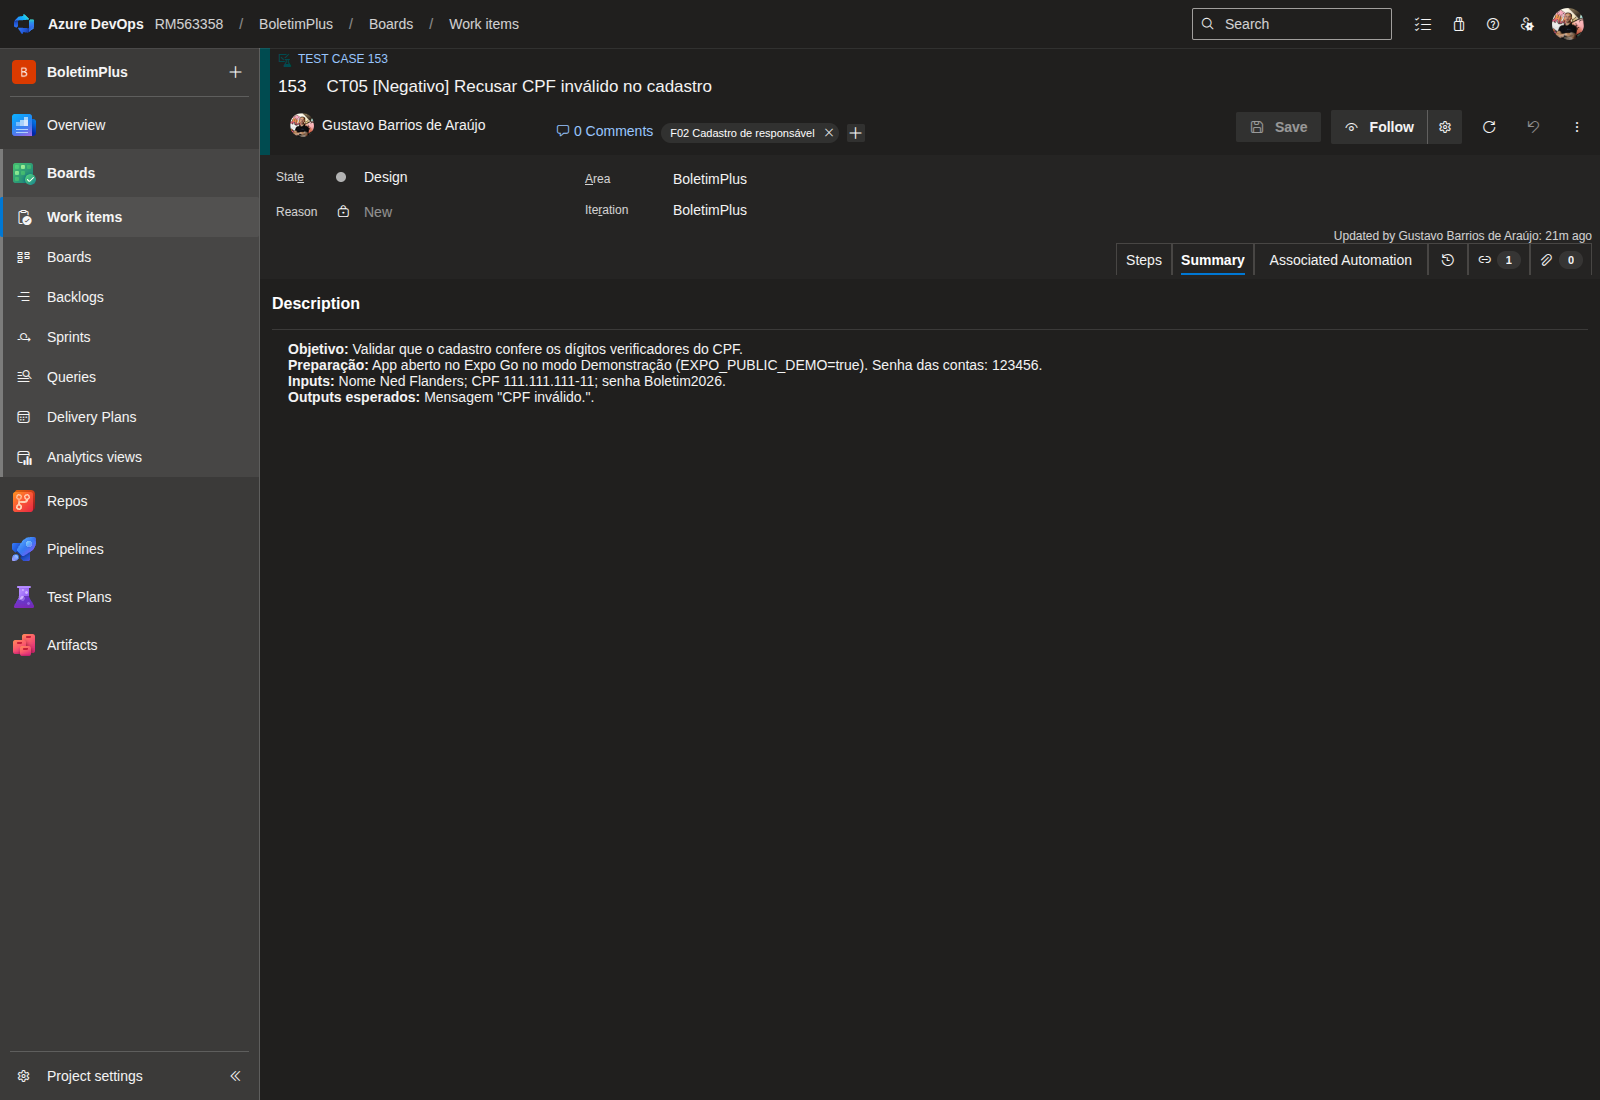 Azure DevOps RM563358 / BoletimPlus / Boards / Work items
Search
B BoletimPlus
Overview
Boards
Work items
Boards
Backlogs
Sprints
Queries
Delivery Plans
Analytics views
Repos
Pipelines
Test Plans
Artifacts
Project settings
TEST CASE 153
153 CT05 [Negativo] Recusar CPF inválido no cadastro
Gustavo Barrios de Araújo
0 Comments
F02 Cadastro de responsável
Save
Follow
State Design
Area BoletimPlus
Reason New
Iteration BoletimPlus
Updated by Gustavo Barrios de Araújo: 21m ago
Steps Summary Associated Automation 1 0
Description
Objetivo: Validar que o cadastro confere os dígitos verificadores do CPF.
Preparação: App aberto no Expo Go no modo Demonstração (EXPO_PUBLIC_DEMO=true). Senha das contas: 123456.
Inputs: Nome Ned Flanders; CPF 111.111.111-11; senha Boletim2026.
Outputs esperados: Mensagem "CPF inválido.".